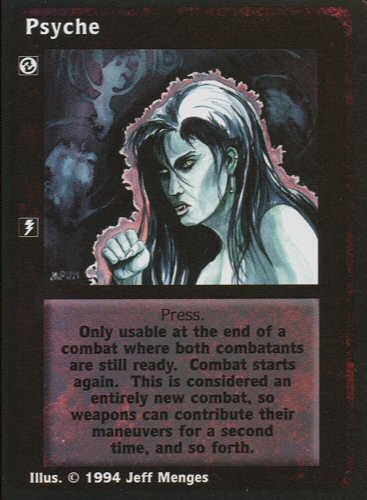 Psyche
Press.
Only usable at the end of a
combat where both combatants
are still ready. Combat starts
again. This is considered an
entirely new combat, so
weapons can contribute their
maneuvers for a second
time, and so forth.
Illus. © 1994 Jeff Menges